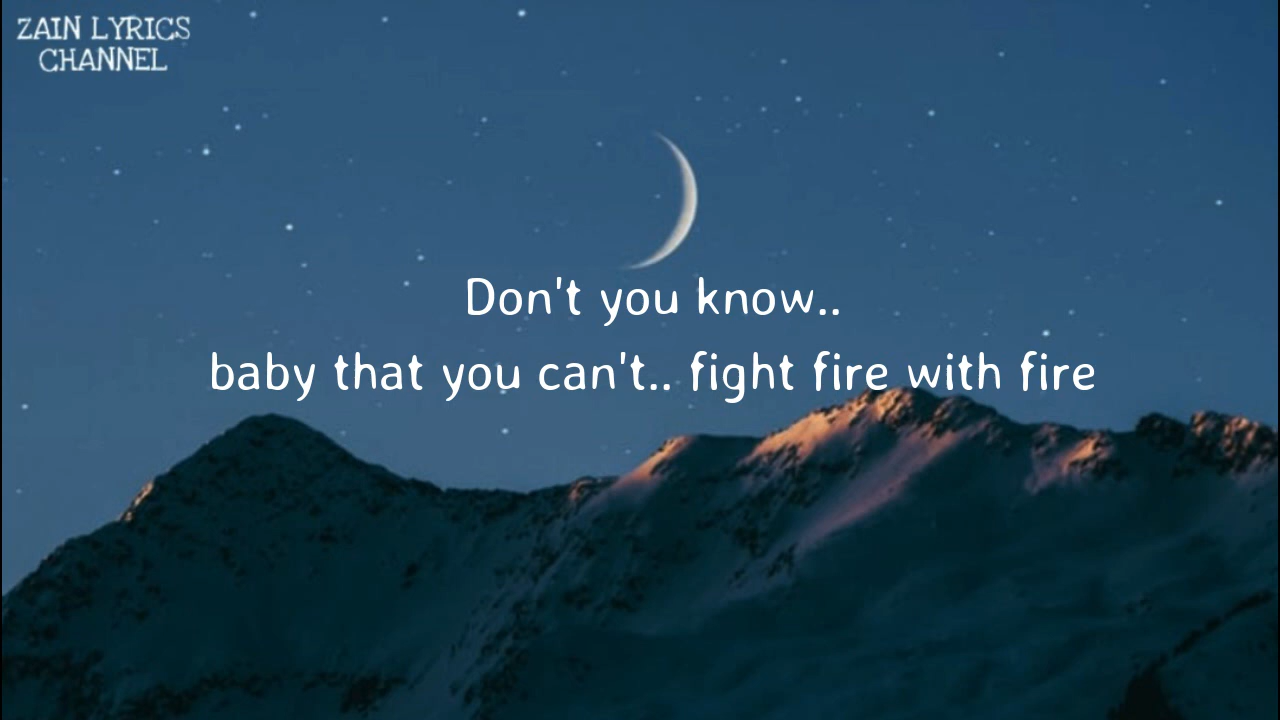 ZAIN LYRICS
CHANNEL
Don't you know..
baby that you can't.. fight fire with fire